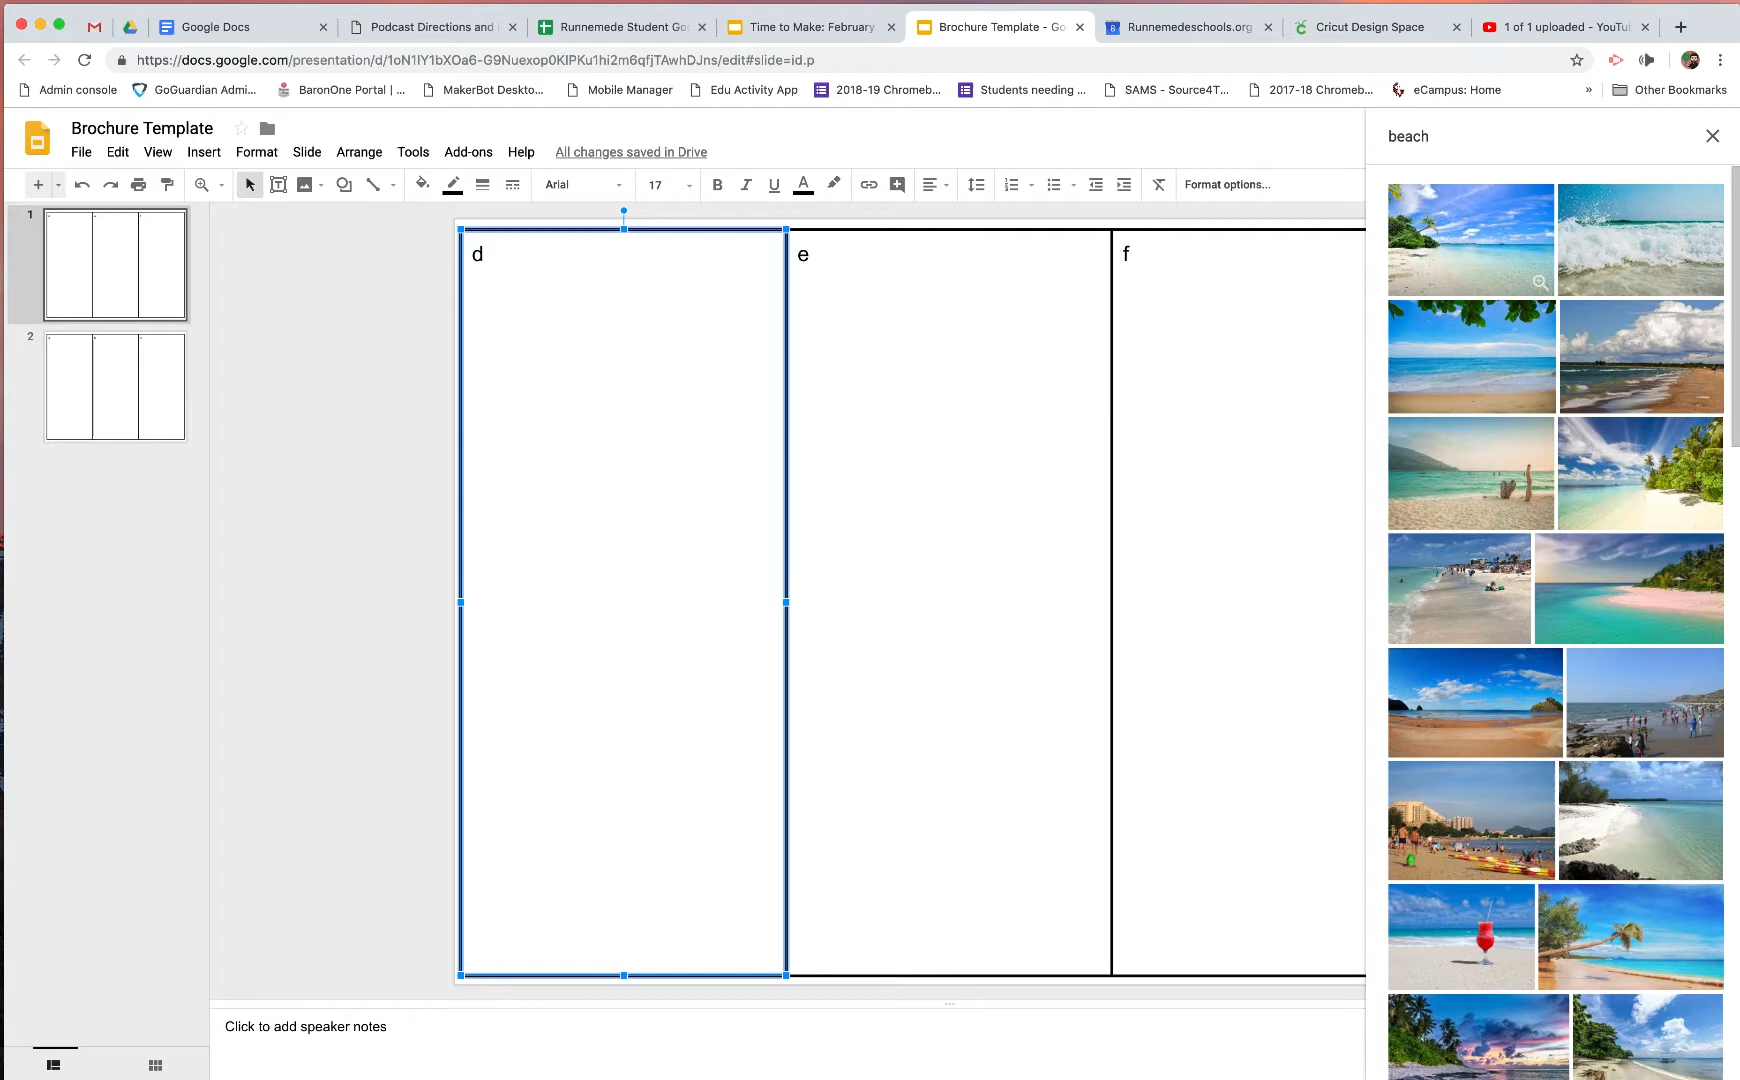 Google Docs
Podcast Directions and
Runnemede Student Go
Time to Make: February
Brochure Template - Go
Runnemedeschools.org
Cricut Design Space
1 of 1 uploaded - YouTub
https://docs.google.com/presentation/d/1oN1lY1bXOa6-G9Nuexop0KIPKu1hi2m6qfjTAwhDJns/edit#slide=id.p
Admin console
GoGuardian Admi...
BaronOne Portal | ...
MakerBot Deskto...
Mobile Manager
Edu Activity App
2018-19 Chromeb...
Students needing ...
SAMS - Source4T...
2017-18 Chromeb...
eCampus: Home
»
Other Bookmarks
Brochure Template
File Edit View Insert Format Slide Arrange Tools Add-ons Help All changes saved in Drive
Arial 17 B I U A Format options...
beach
1
2
d
e
f
Click to add speaker notes